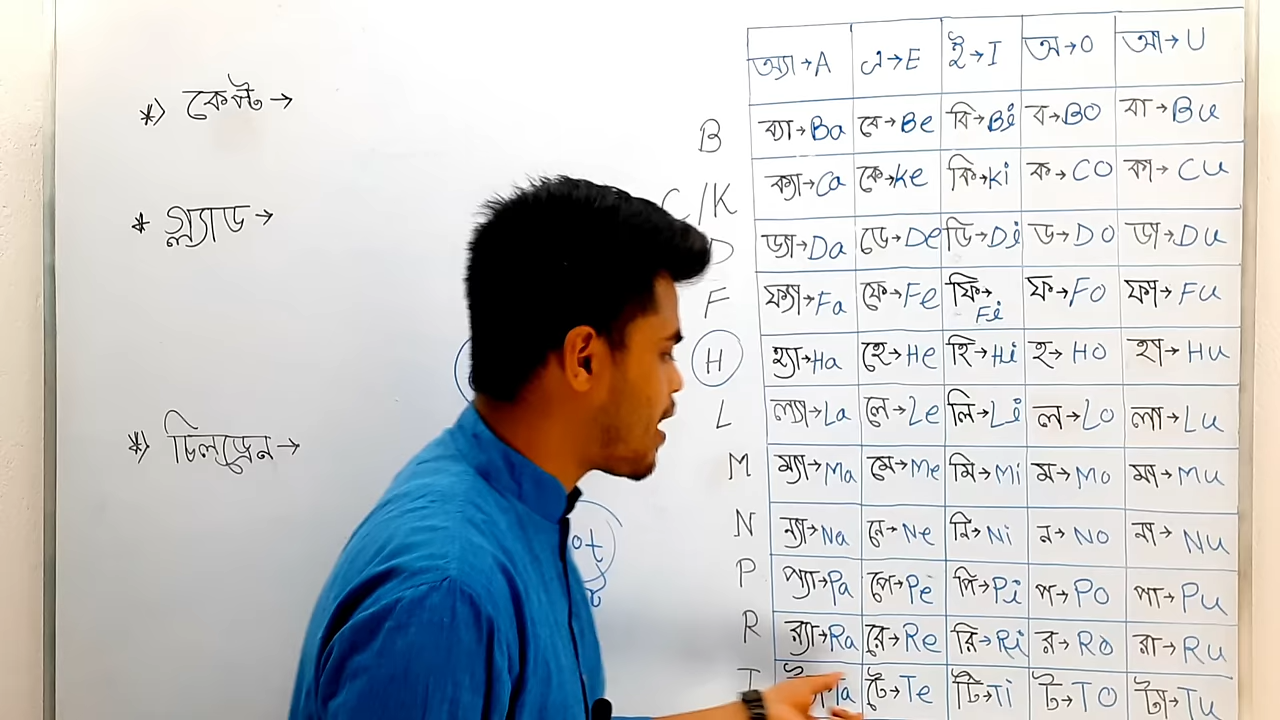 *) কেপ্ট →
* গ্ল্যাড →
*) চিলড্রেন →
অ্যা→A এ→E ই→I অ→O আ→U
B ব্যা→Ba বে→Be বি→Bi ব→BO বা→Bu
C/K ক্যা→Ca কে→ke কি→ki ক→CO কা→Cu
D ড্যা→Da ডে→De ডি→Di ড→DO ডা→Du
F ফ্যা→Fa ফে→Fe ফি→Fi ফ→FO ফা→Fu
H হ্যা→Ha হে→He হি→Hi হ→HO হা→Hu
L ল্যা→La লে→Le লি→Li ল→Lo লা→Lu
M ম্যা→Ma মে→Me মি→Mi ম→Mo মা→Mu
N ন্যা→Na নে→Ne নি→Ni ন→NO না→Nu
P প্যা→Pa পে→Pe পি→Pi প→PO পা→Pu
R র‍্যা→Ra রে→Re রি→Ri র→RO রা→Ru
T →Ta টে→Te টি→Ti ট→TO টা→Tu
ot